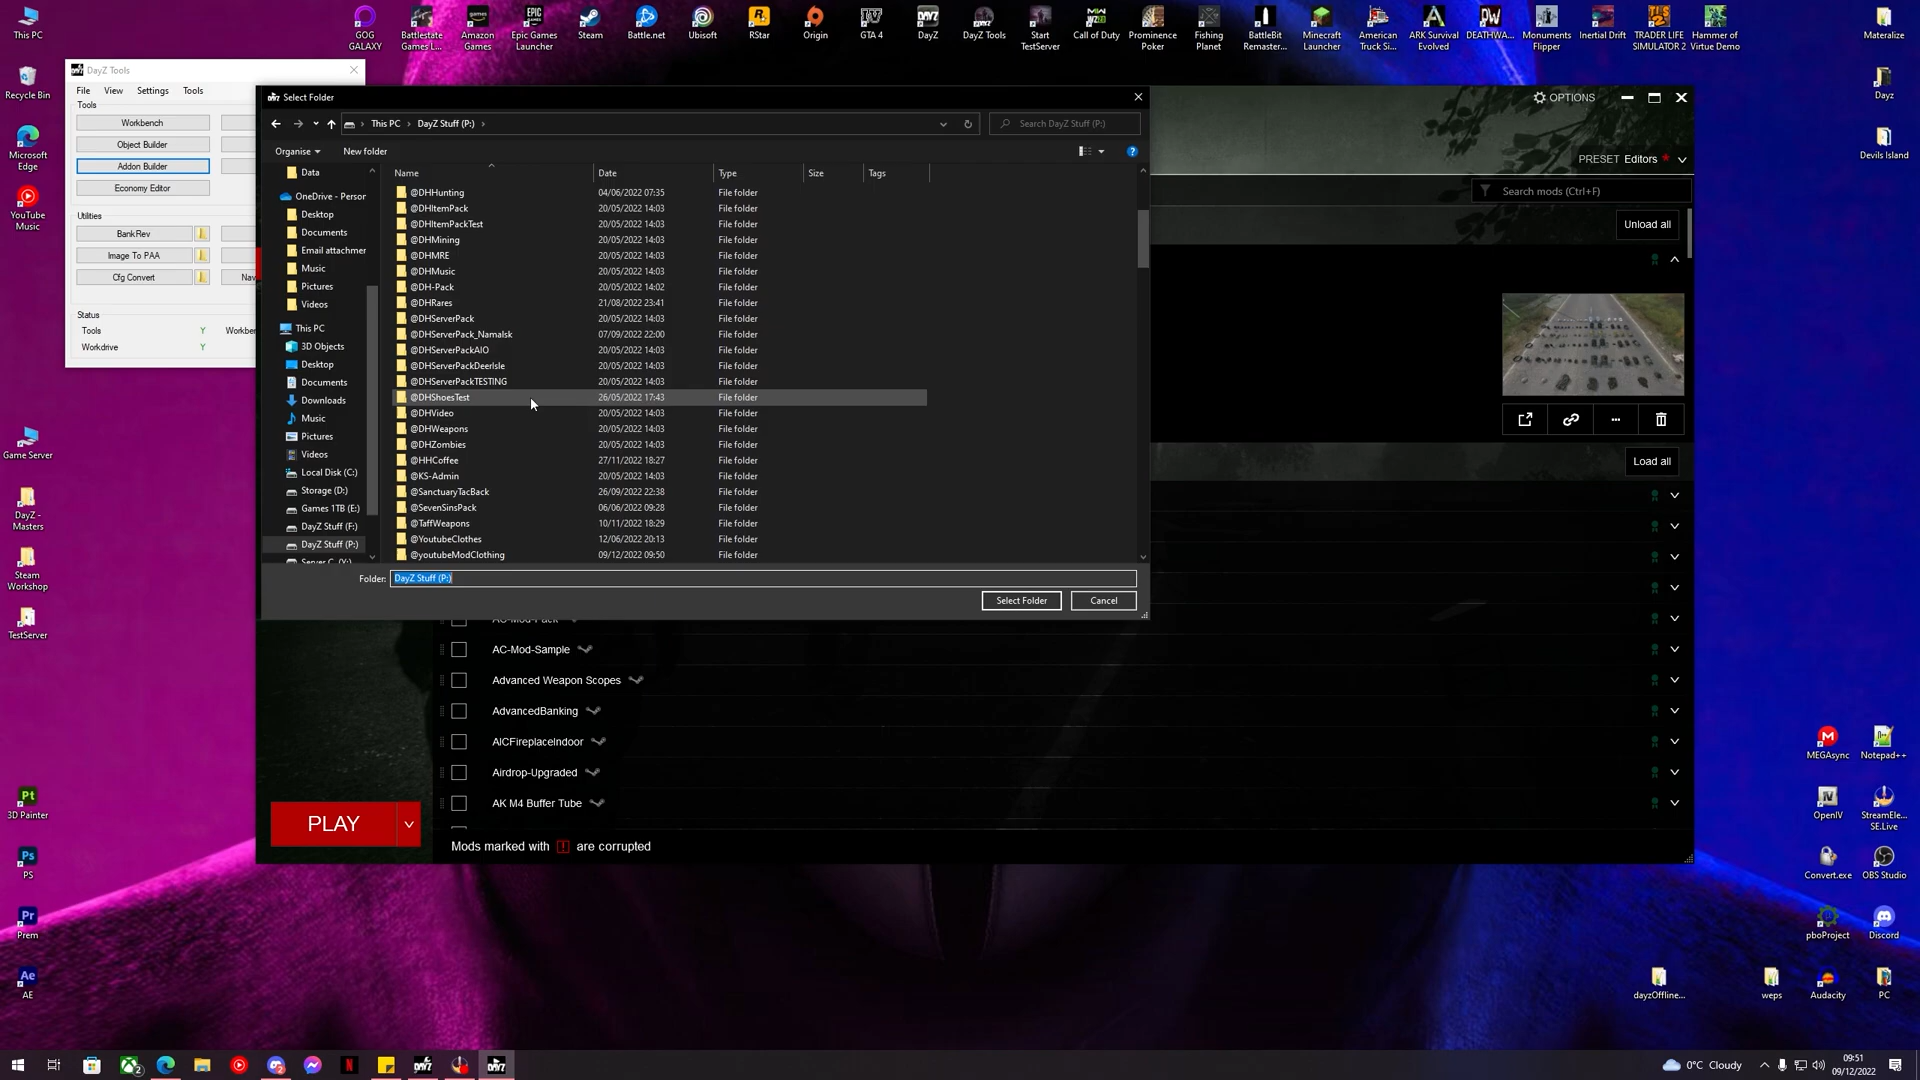 This PC
GOG GALAXY
Battlestate Games L...
Amazon Games
Epic Games Launcher
Steam
Battle.net
Ubisoft
RStar
Origin
GTA 4
DayZ
DayZ Tools
Start TestServer
Call of Duty
Prominence Poker
Fishing Planet
BattleBit Remaster...
Minecraft Launcher
American Truck Si...
ARK Survival Evolved
DEATHWA...
Monuments Flipper
Inertial Drift
TRADER LIFE SIMULATOR 2
Hammer of Virtue Demo
Materalize
Recycle Bin
Microsoft Edge
YouTube Music
Game Server
DayZ - Masters
Steam Workshop
TestServer
3D Painter
PS
Prem
AE
Dayz
Devils Island
DayZ Tools
File View Settings Tools
Tools
Workbench
Object Builder
Addon Builder
Economy Editor
Utilities
BankRev
Image To PAA
Cfg Convert
Nav
Status
Tools Y Workber
Workdrive Y
Select Folder
This PC > DayZ Stuff (P:) >
Search DayZ Stuff (P:)
Organise New folder
Data
OneDrive - Person
Desktop
Documents
Email attachmer
Music
Pictures
Videos
This PC
3D Objects
Desktop
Documents
Downloads
Music
Pictures
Videos
Local Disk (C:)
Storage (D:)
Games 1TB (E:)
DayZ Stuff (F:)
DayZ Stuff (P:)
Name Date Type Size Tags
@DHHunting 04/06/2022 07:35 File folder
@DHItemPack 20/05/2022 14:03 File folder
@DHItemPackTest 20/05/2022 14:03 File folder
@DHMining 20/05/2022 14:03 File folder
@DHMRE 20/05/2022 14:03 File folder
@DHMusic 20/05/2022 14:03 File folder
@DH-Pack 20/05/2022 14:02 File folder
@DHRares 21/08/2022 23:41 File folder
@DHServerPack 20/05/2022 14:03 File folder
@DHServerPack_Namalsk 07/09/2022 22:00 File folder
@DHServerPackAIO 20/05/2022 14:03 File folder
@DHServerPackDeerIsle 20/05/2022 14:03 File folder
@DHServerPackTESTING 20/05/2022 14:03 File folder
@DHShoesTest 26/05/2022 17:43 File folder
@DHVideo 20/05/2022 14:03 File folder
@DHWeapons 20/05/2022 14:03 File folder
@DHZombies 20/05/2022 14:03 File folder
@HHCoffee 27/11/2022 18:27 File folder
@KS-Admin 20/05/2022 14:03 File folder
@SanctuaryTacBack 26/09/2022 22:38 File folder
@SevenSinsPack 06/06/2022 09:28 File folder
@TaffWeapons 10/11/2022 18:29 File folder
@YoutubeClothes 12/06/2022 20:13 File folder
@youtubeModClothing 09/12/2022 09:50 File folder
Folder: DayZ Stuff (P:)
Select Folder Cancel
OPTIONS
PRESET Editors *
Search mods (Ctrl+F)
Unload all
Load all
AC-Mod-Sample
Advanced Weapon Scopes
AdvancedBanking
AICFireplaceIndoor
Airdrop-Upgraded
AK M4 Buffer Tube
PLAY
Mods marked with ! are corrupted
MEGAsync
Notepad++
OpenIV
StreamEle... SE.Live
Convert.exe
OBS Studio
pboProject
Discord
dayzOffline...
weps
Audacity
PC
0°C Cloudy
09:51
09/12/2022